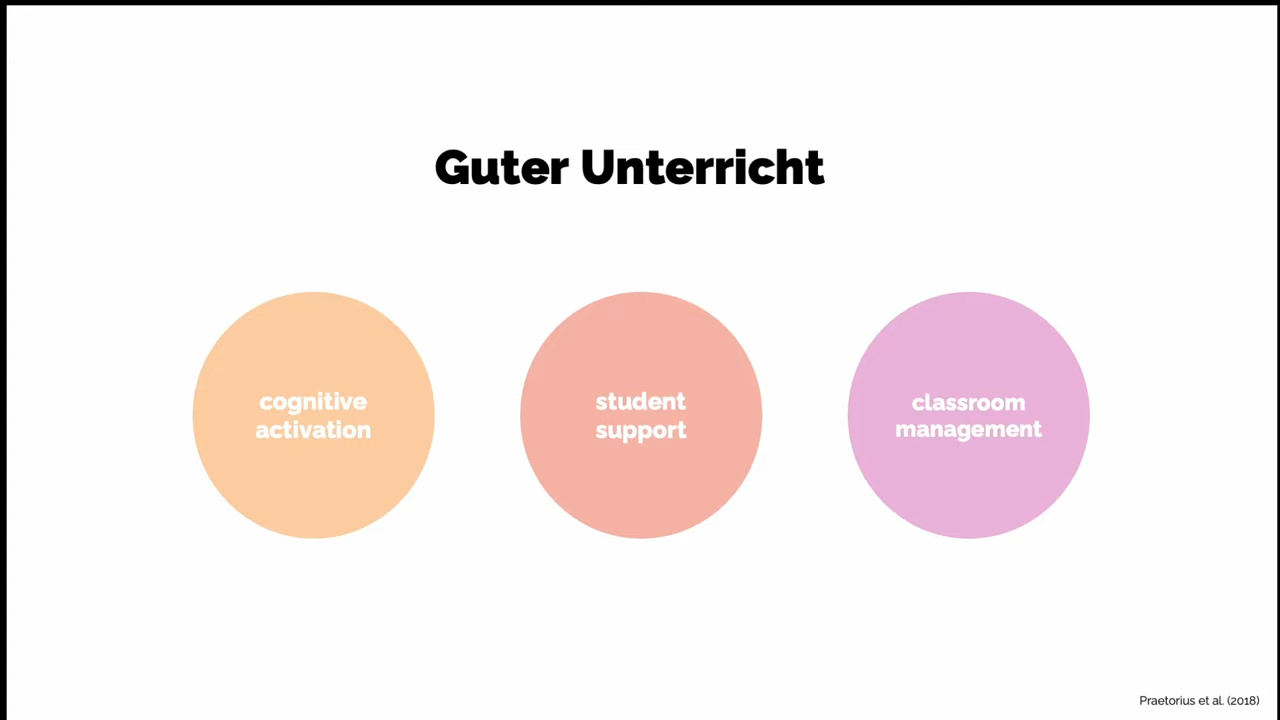 Guter Unterricht
cognitive
activation
student
support
classroom
management
Praetorius et al. (2018)